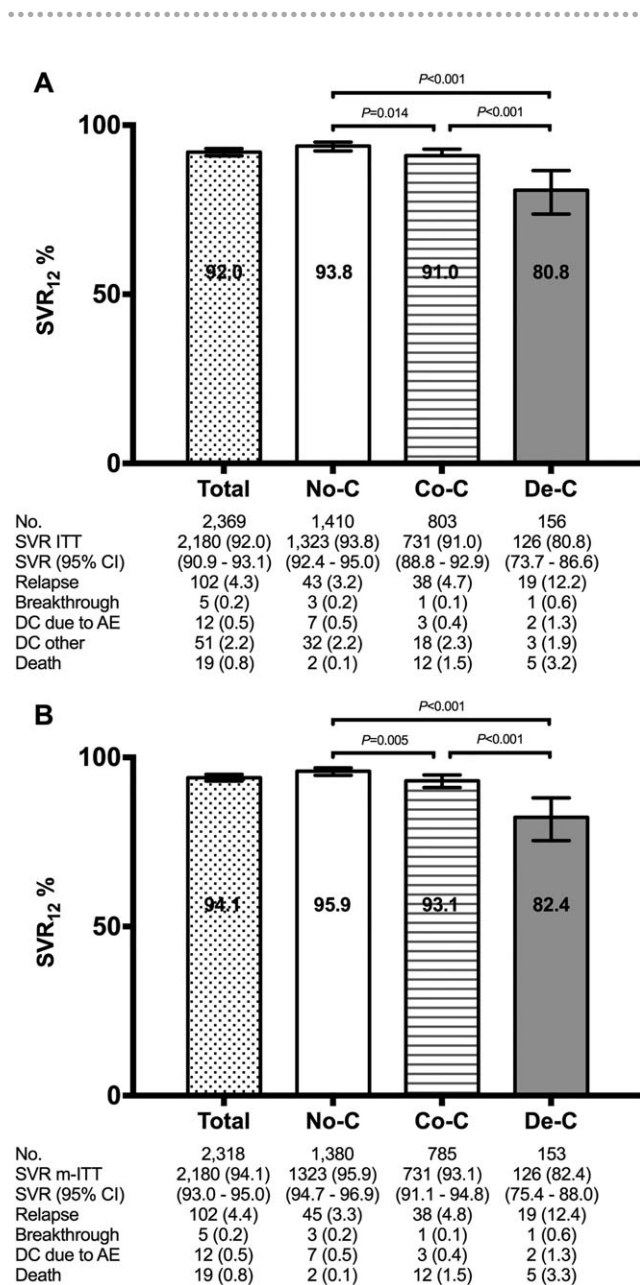 A
P<0.001
P=0.014 P<0.001
100
50
0
SVR12 %
92.0 93.8 91.0 80.8
Total No-C Co-C De-C
No. 2,369 1,410 803 156
SVR ITT 2,180 (92.0) 1,323 (93.8) 731 (91.0) 126 (80.8)
SVR (95% CI) (90.9 - 93.1) (92.4 - 95.0) (88.8 - 92.9) (73.7 - 86.6)
Relapse 102 (4.3) 43 (3.2) 38 (4.7) 19 (12.2)
Breakthrough 5 (0.2) 3 (0.2) 1 (0.1) 1 (0.6)
DC due to AE 12 (0.5) 7 (0.5) 3 (0.4) 2 (1.3)
DC other 51 (2.2) 32 (2.2) 18 (2.3) 3 (1.9)
Death 19 (0.8) 2 (0.1) 12 (1.5) 5 (3.2)
B
P<0.001
P=0.005 P<0.001
100
50
0
SVR12 %
94.1 95.9 93.1 82.4
Total No-C Co-C De-C
No. 2,318 1,380 785 153
SVR m-ITT 2,180 (94.1) 1323 (95.9) 731 (93.1) 126 (82.4)
SVR (95% CI) (93.0 - 95.0) (94.7 - 96.9) (91.1 - 94.8) (75.4 - 88.0)
Relapse 102 (4.4) 45 (3.3) 38 (4.8) 19 (12.4)
Breakthrough 5 (0.2) 3 (0.2) 1 (0.1) 1 (0.6)
DC due to AE 12 (0.5) 7 (0.5) 3 (0.4) 2 (1.3)
Death 19 (0.8) 2 (0.1) 12 (1.5) 5 (3.3)